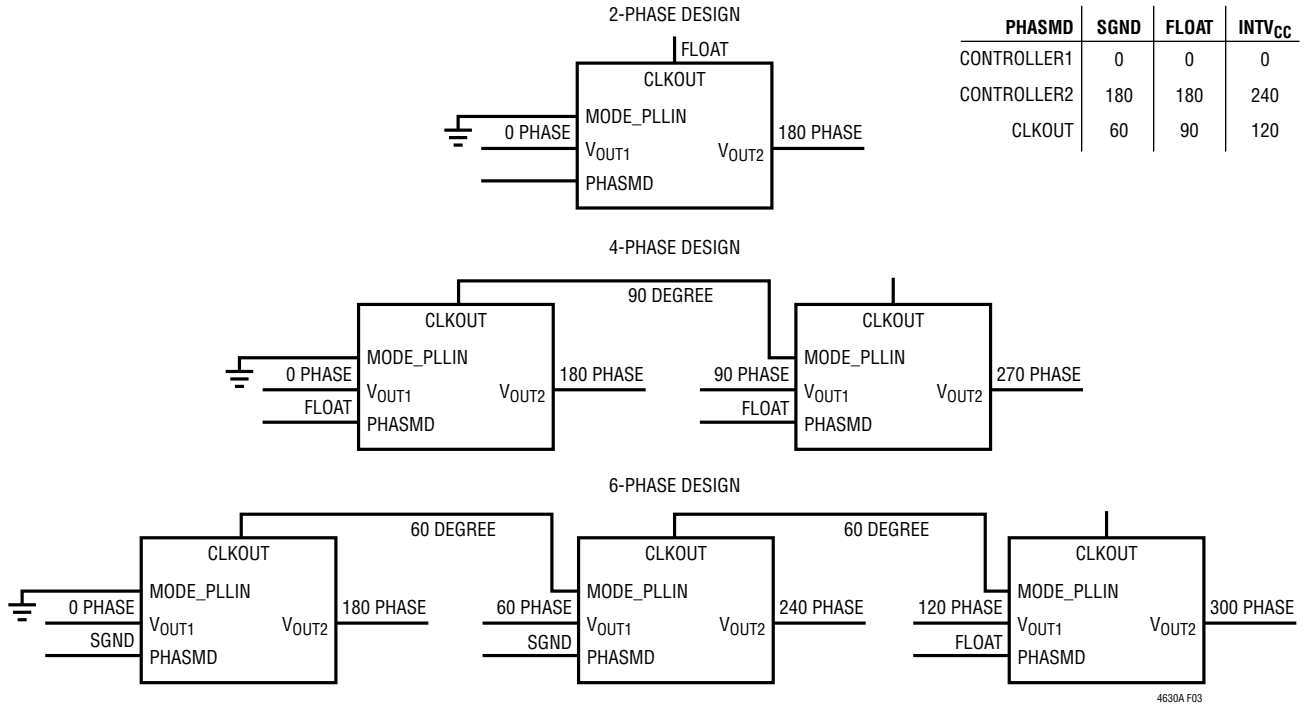 2-PHASE DESIGN
FLOAT
CLKOUT
MODE_PLLIN
0 PHASE
180 PHASE
VOUT1
VOUT2
PHASMD
PHASMD SGND FLOAT INTVCC
CONTROLLER1 0 0 0
CONTROLLER2 180 180 240
CLKOUT 60 90 120
4-PHASE DESIGN
90 DEGREE
CLKOUT
MODE_PLLIN
0 PHASE
180 PHASE
VOUT1
VOUT2
FLOAT
PHASMD
CLKOUT
MODE_PLLIN
90 PHASE
270 PHASE
VOUT1
VOUT2
FLOAT
PHASMD
6-PHASE DESIGN
60 DEGREE
60 DEGREE
CLKOUT
MODE_PLLIN
0 PHASE
180 PHASE
VOUT1
VOUT2
SGND
PHASMD
CLKOUT
MODE_PLLIN
60 PHASE
240 PHASE
VOUT1
VOUT2
SGND
PHASMD
CLKOUT
MODE_PLLIN
120 PHASE
300 PHASE
VOUT1
VOUT2
FLOAT
PHASMD
4630A F03